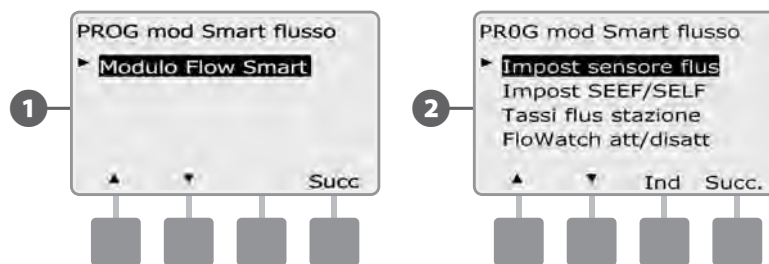 PROG mod Smart flusso
► Modulo Flow Smart
1
▲ ▼ Succ
PR0G mod Smart flusso
► Impost sensore flus
Impost SEEF/SELF
Tassi flus stazione
FloWatch att/disatt
2
▲ ▼ Ind Succ.